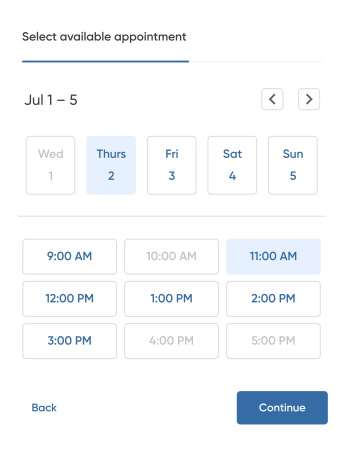 Select available appointment
Jul 1 – 5
Wed Thurs Fri Sat Sun
1 2 3 4 5
9:00 AM 10:00 AM 11:00 AM
12:00 PM 1:00 PM 2:00 PM
3:00 PM 4:00 PM 5:00 PM
Back Continue